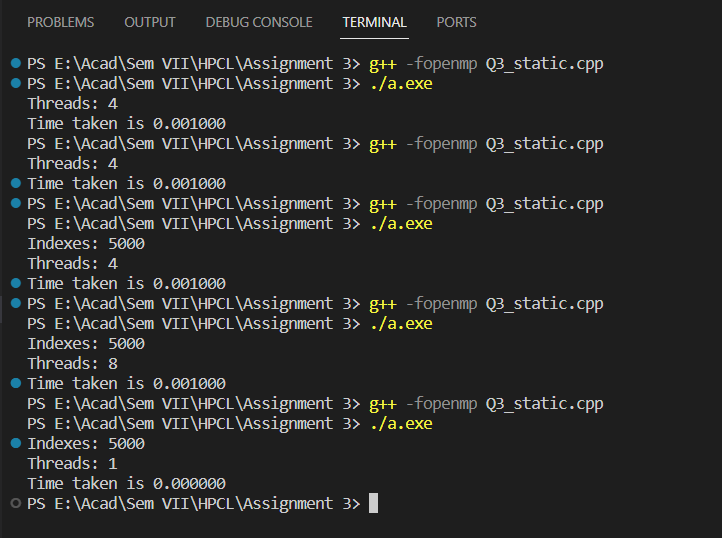 PROBLEMS OUTPUT DEBUG CONSOLE TERMINAL PORTS
PS E:\Acad\Sem VII\HPCL\Assignment 3> g++ -fopenmp Q3_static.cpp
PS E:\Acad\Sem VII\HPCL\Assignment 3> ./a.exe
Threads: 4
Time taken is 0.001000
PS E:\Acad\Sem VII\HPCL\Assignment 3> g++ -fopenmp Q3_static.cpp
Threads: 4
Time taken is 0.001000
PS E:\Acad\Sem VII\HPCL\Assignment 3> g++ -fopenmp Q3_static.cpp
PS E:\Acad\Sem VII\HPCL\Assignment 3> ./a.exe
Indexes: 5000
Threads: 4
Time taken is 0.001000
PS E:\Acad\Sem VII\HPCL\Assignment 3> g++ -fopenmp Q3_static.cpp
PS E:\Acad\Sem VII\HPCL\Assignment 3> ./a.exe
Indexes: 5000
Threads: 8
Time taken is 0.001000
PS E:\Acad\Sem VII\HPCL\Assignment 3> g++ -fopenmp Q3_static.cpp
PS E:\Acad\Sem VII\HPCL\Assignment 3> ./a.exe
Indexes: 5000
Threads: 1
Time taken is 0.000000
PS E:\Acad\Sem VII\HPCL\Assignment 3>